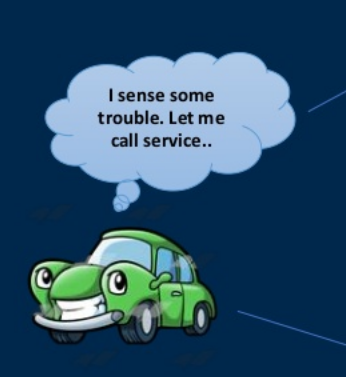 I sense some
trouble. Let me
call service..